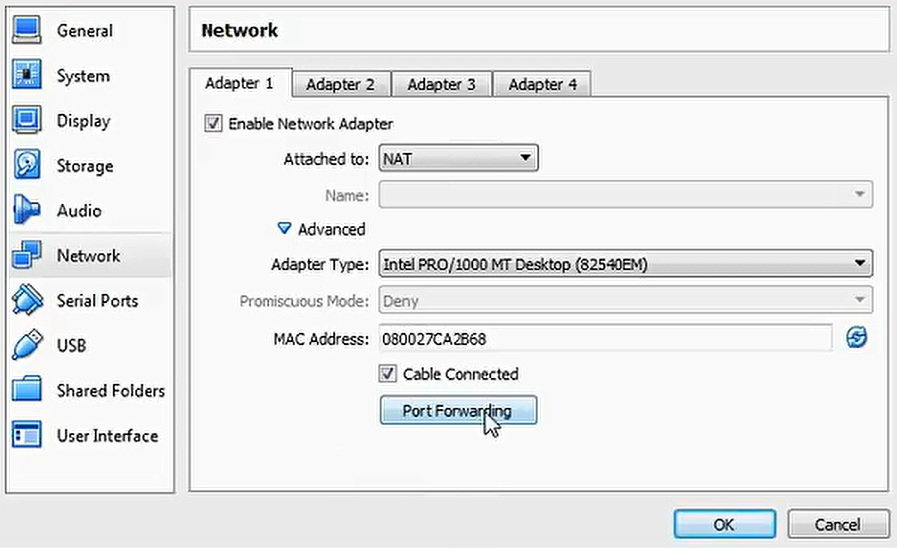 General
System
Display
Storage
Audio
Network
Serial Ports
USB
Shared Folders
User Interface
Network
Adapter 1 Adapter 2 Adapter 3 Adapter 4
Enable Network Adapter
Attached to: NAT
Name:
Advanced
Adapter Type: Intel PRO/1000 MT Desktop (82540EM)
Promiscuous Mode: Deny
MAC Address: 080027CA2B68
Cable Connected
Port Forwarding
OK Cancel